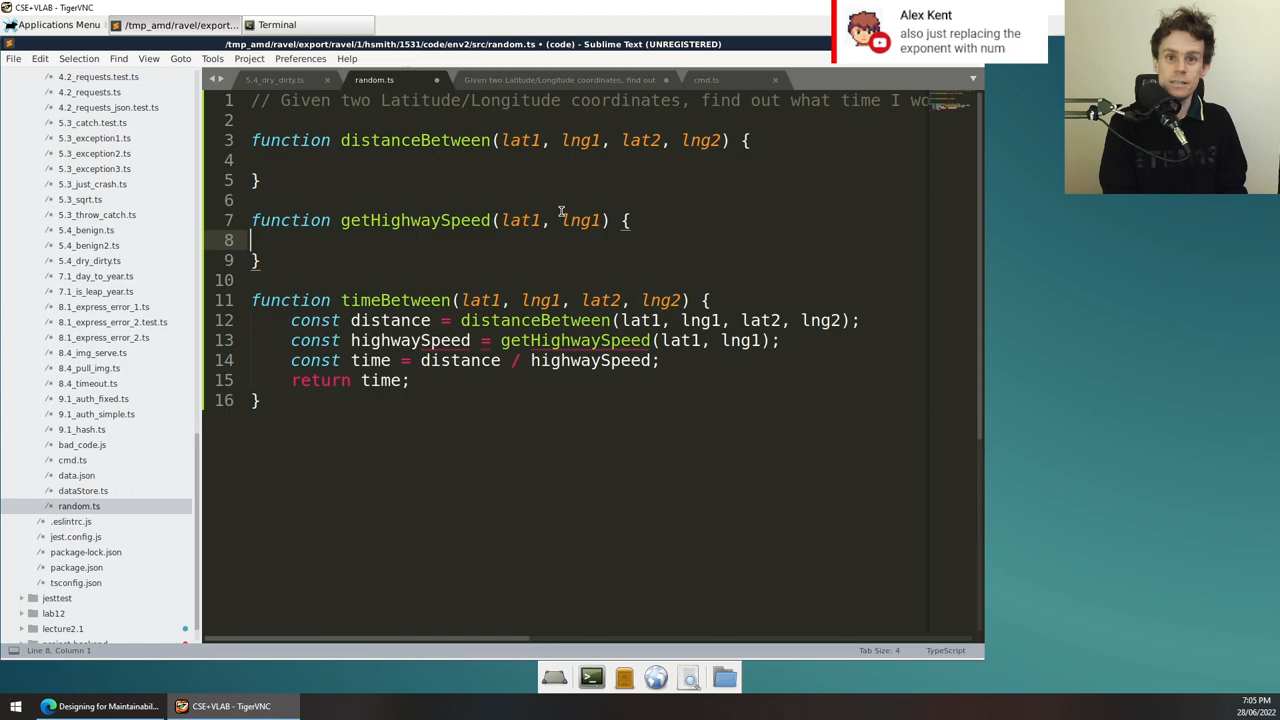 CSE+VLAB - TigerVNC
Applications Menu
/tmp_amd/ravel/export...
Terminal
/tmp_amd/ravel/export/ravel/1/hsmith/1531/code/env2/src/random.ts • (code) - Sublime Text (UNREGISTERED)
File Edit Selection Find View Goto Tools Project Preferences Help
Alex Kent
also just replacing the
exponent with num
5.4_dry_dirty.ts
random.ts
Given two Latitude/Longitude coordinates, find out
cmd.ts
4.2_requests.test.ts
4.2_requests.ts
4.2_requests_json.test.ts
5.3_catch.test.ts
5.3_exception1.ts
5.3_exception2.ts
5.3_exception3.ts
5.3_just_crash.ts
5.3_sqrt.ts
5.3_throw_catch.ts
5.4_benign.ts
5.4_benign2.ts
5.4_dry_dirty.ts
7.1_day_to_year.ts
7.1_is_leap_year.ts
8.1_express_error_1.ts
8.1_express_error_2.test.ts
8.1_express_error_2.ts
8.4_img_serve.ts
8.4_pull_img.ts
8.4_timeout.ts
9.1_auth_fixed.ts
9.1_auth_simple.ts
9.1_hash.ts
bad_code.js
cmd.ts
data.json
dataStore.ts
random.ts
.eslintrc.js
jest.config.js
package-lock.json
package.json
tsconfig.json
jesttest
lab12
lecture2.1
1 // Given two Latitude/Longitude coordinates, find out what time I wo
2
3 function distanceBetween(lat1, lng1, lat2, lng2) {
4
5 }
6
7 function getHighwaySpeed(lat1, lng1) {
8
9 }
10
11 function timeBetween(lat1, lng1, lat2, lng2) {
12 const distance = distanceBetween(lat1, lng1, lat2, lng2);
13 const highwaySpeed = getHighwaySpeed(lat1, lng1);
14 const time = distance / highwaySpeed;
15 return time;
16 }
Line 8, Column 1
Tab Size: 4
TypeScript
Designing for Maintainabil...
CSE+VLAB - TigerVNC
7:05 PM
28/06/2022